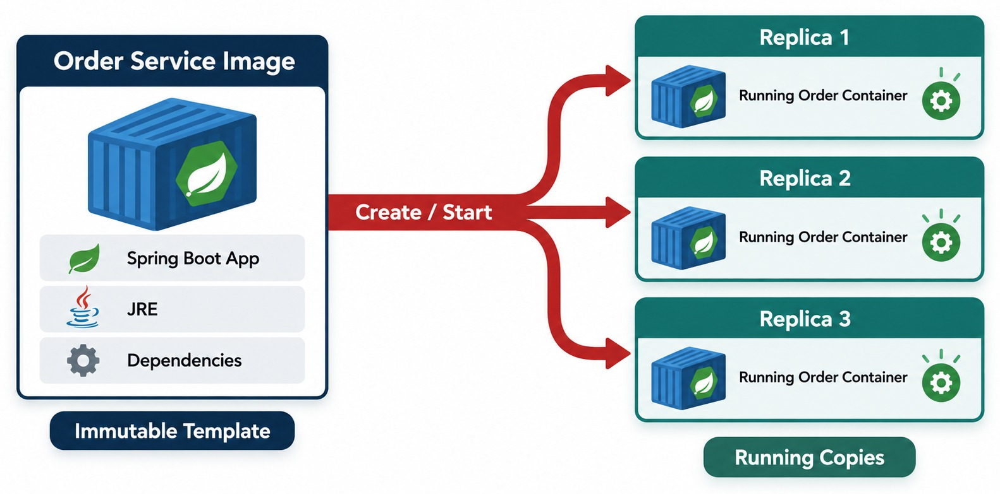 Order Service Image
Spring Boot App
JRE
Dependencies
Immutable Template
Create / Start
Replica 1
Running Order Container
Replica 2
Running Order Container
Replica 3
Running Order Container
Running Copies